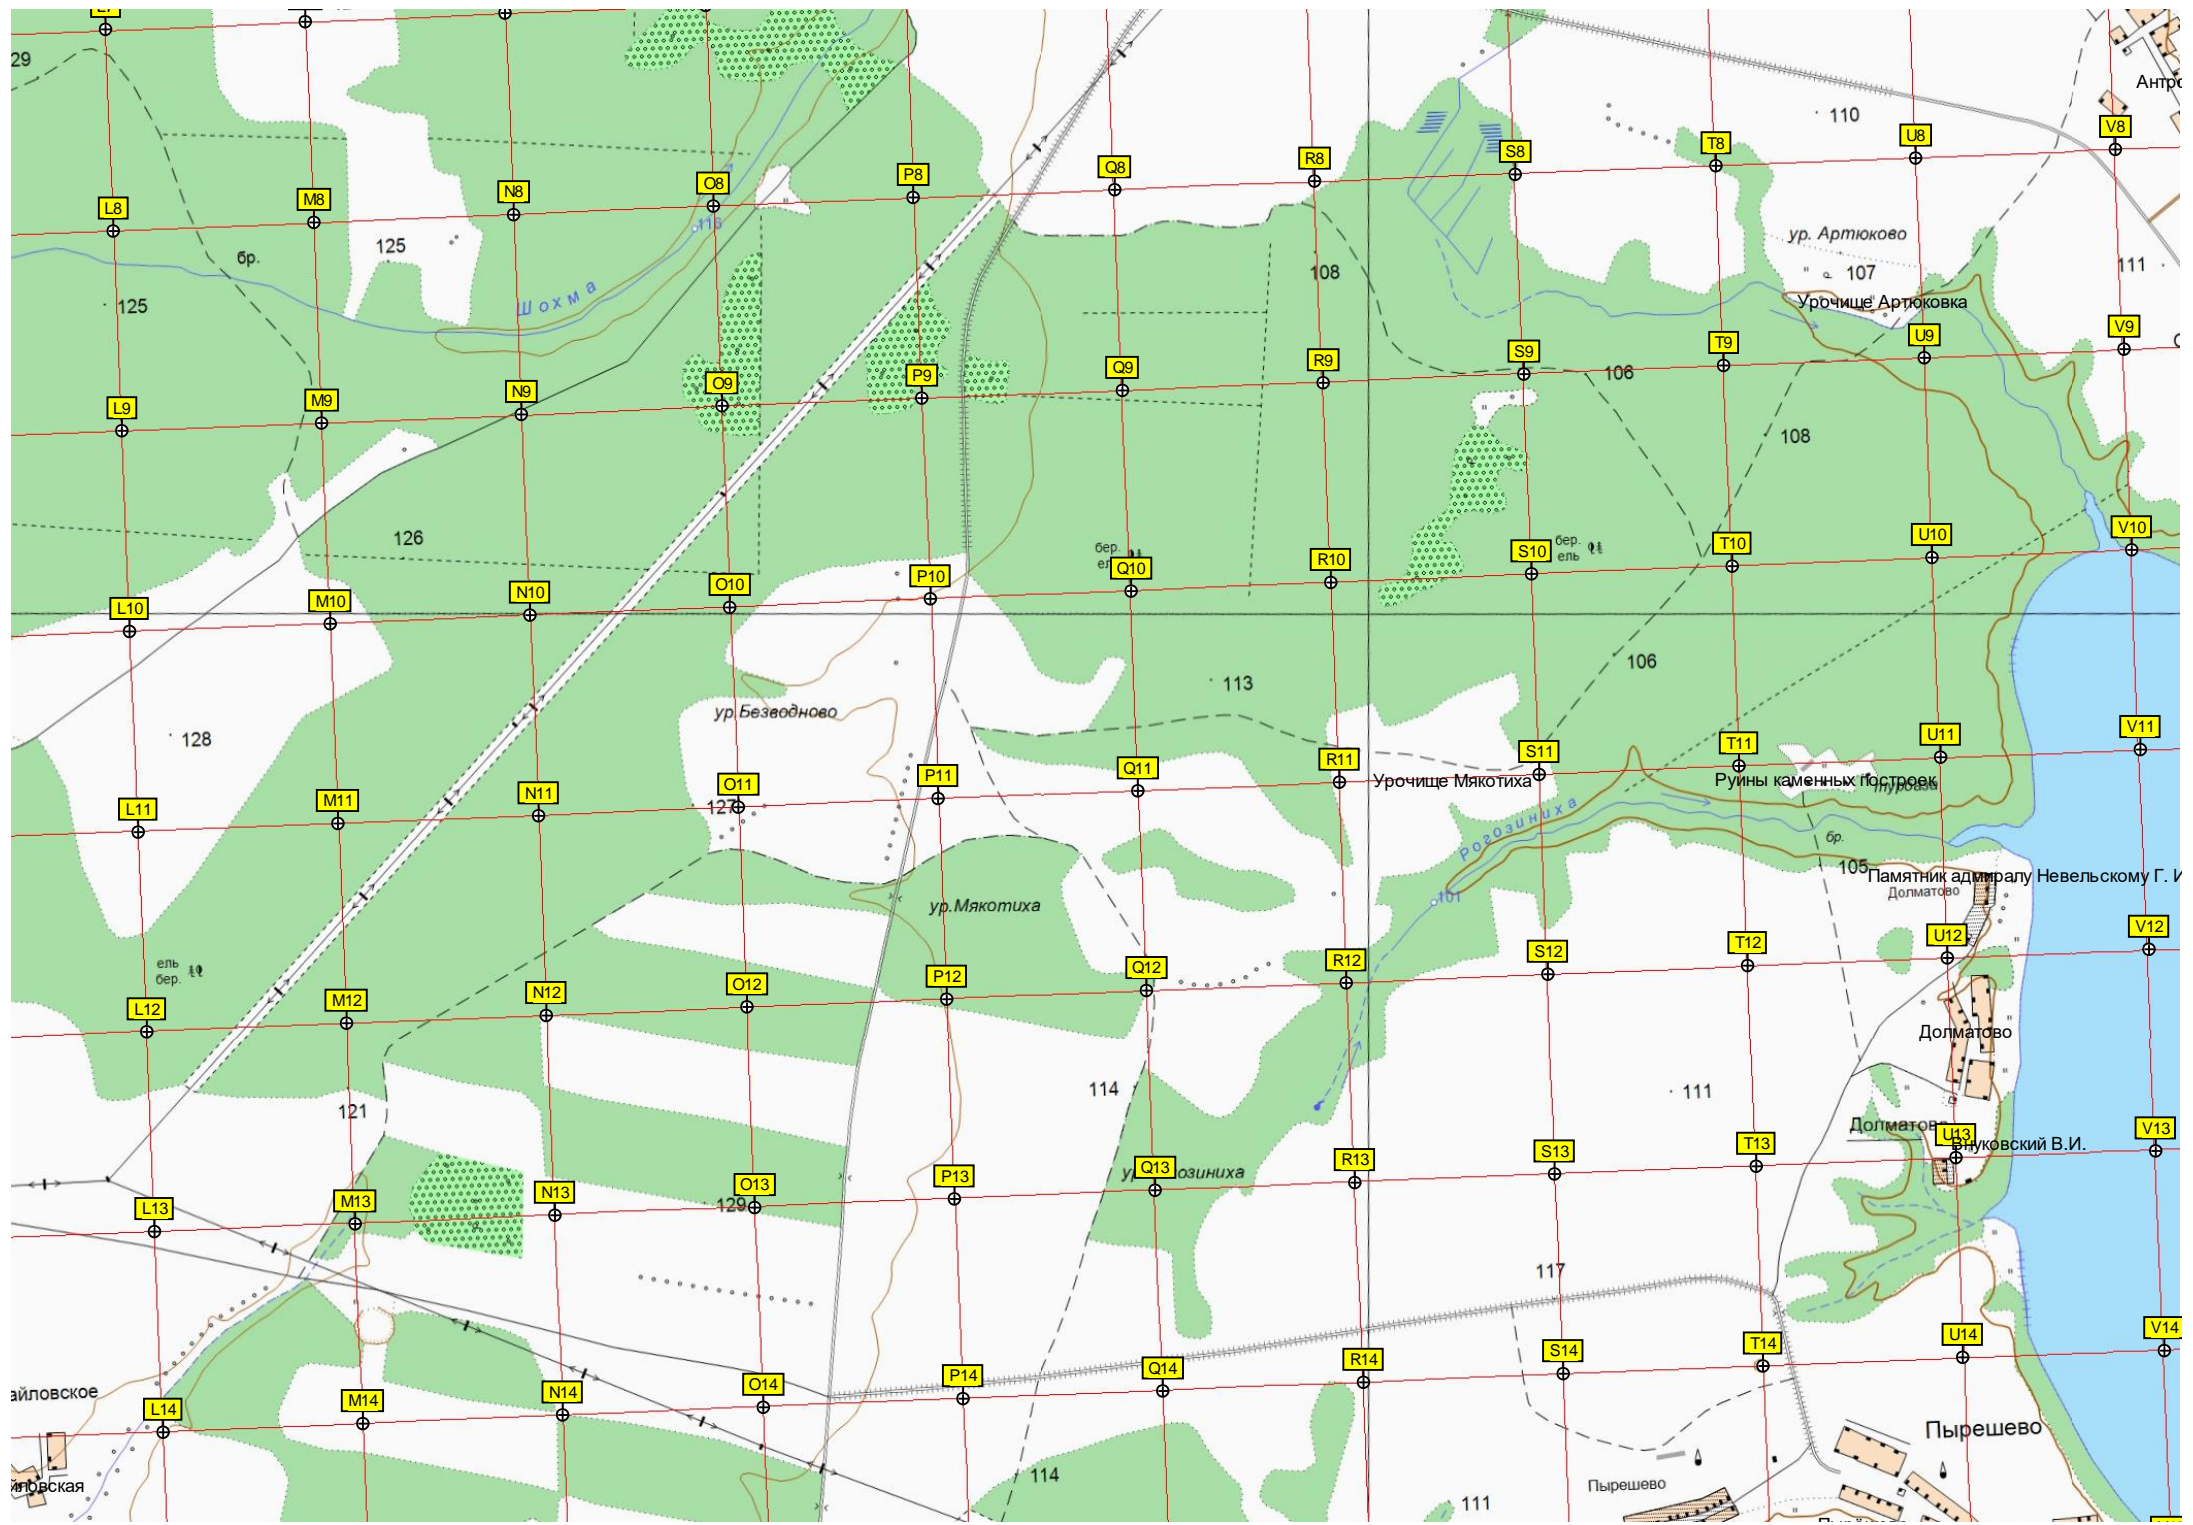 29
110
V8
U8
T8
S8
R8
Q8
P8
O8
N8
M8
L8
116
125
бр.
ур. Артюково
107
111
108
125
Шохма
Урочище Артюковка
V9
U9
T9
S9
106
R9
Q9
P9
O9
N9
M9
L9
108
126
V10
U10
T10
бер.
ель
S10
R10
бер.
Q10
P10
O10
N10
M10
L10
106
113
ур.Безводново
128
V11
U11
T11
S11
R11
Q11
P11
O11
N11
M11
L11
Урочище Мякотиха
Руины каменных построек
127
Рогозиниха
бр.
105
Памятник адмиралу Невельскому Г. И
Долматово
101
ур.Мякотиха
V12
U12
T12
S12
R12
Q12
P12
O12
N12
M12
L12
ель
бер.
Долматово
114
111
121
Долматово
V13
U13
Внуковский В.И.
T13
S13
R13
Q13
P13
O13
N13
M13
L13
129
117
V14
U14
T14
S14
R14
Q14
P14
O14
N14
M14
L14
айловское
Пырешево
114
Пырешево
111